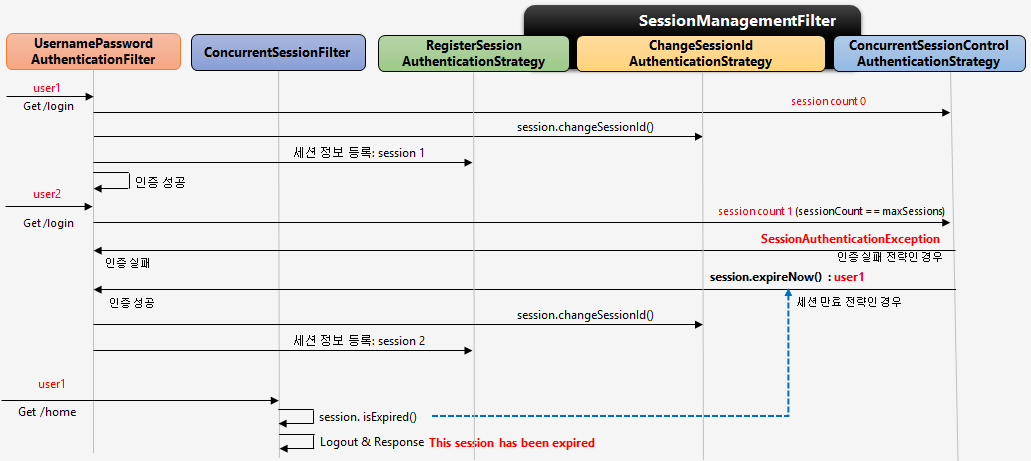 SessionManagementFilter
UsernamePassword
AuthenticationFilter
ConcurrentSessionFilter
RegisterSession
AuthenticationStrategy
ChangeSessionId
AuthenticationStrategy
ConcurrentSessionControl
AuthenticationStrategy
user1
Get /login
session count 0
session.changeSessionId()
세션 정보 등록: session 1
인증 성공
user2
Get /login
session count 1 (sessionCount == maxSessions)
SessionAuthenticationException
인증 실패
인증 실패 전략인 경우
session.expireNow() : user1
인증 성공
세션 만료 전략인 경우
session.changeSessionId()
세션 정보 등록: session 2
user1
Get /home
session. isExpired()
Logout & Response This session has been expired